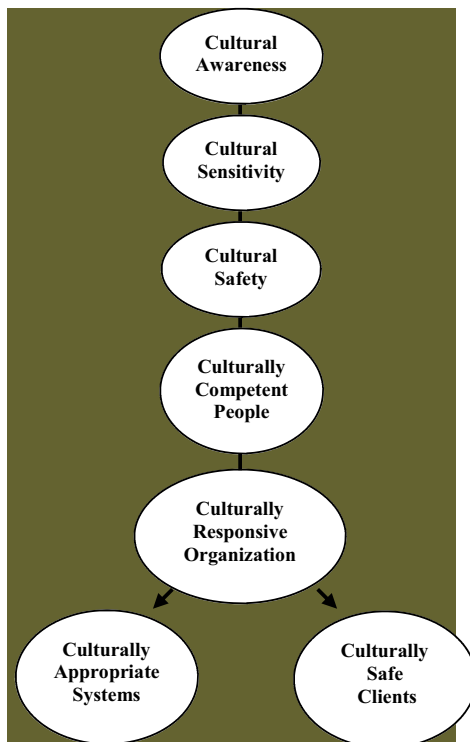 Cultural
Awareness
Cultural
Sensitivity
Cultural
Safety
Culturally
Competent
People
Culturally
Responsive
Organization
Culturally
Appropriate
Systems
Culturally
Safe
Clients